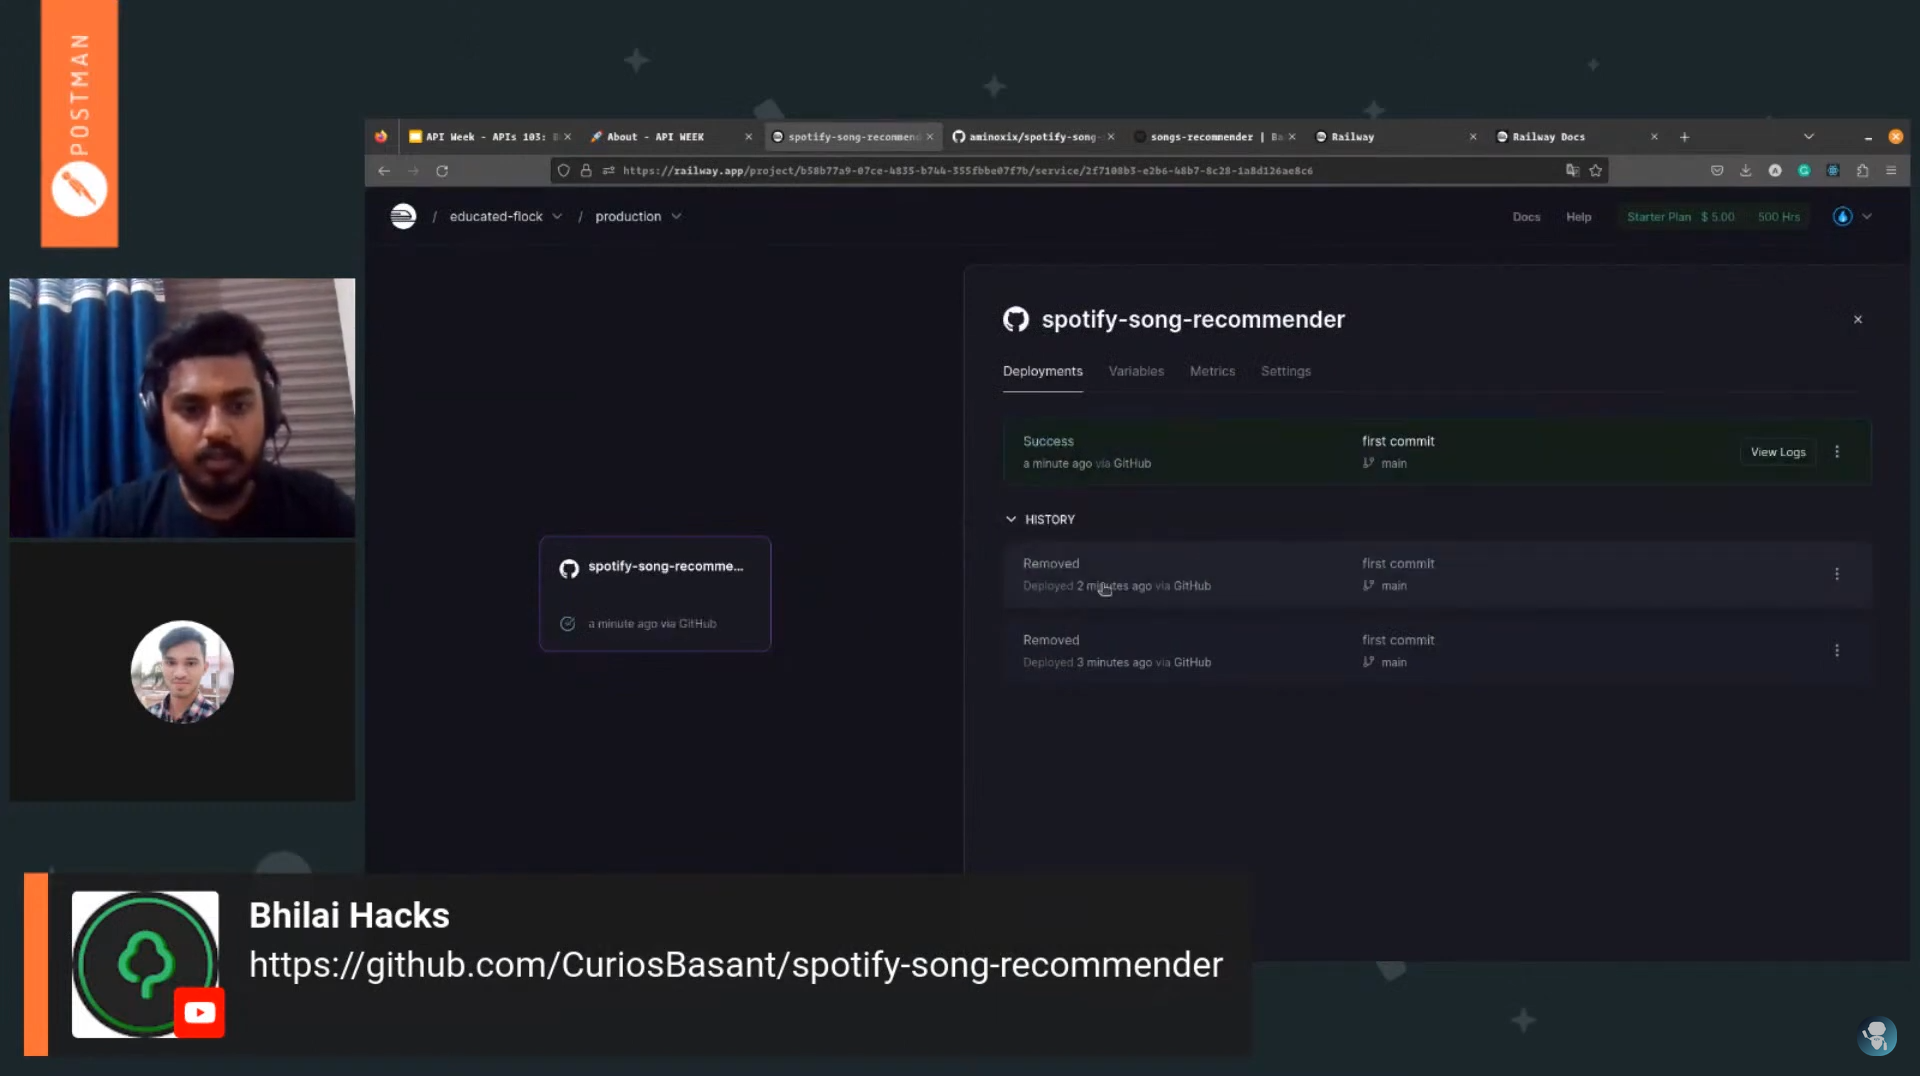 POSTMAN
API Week - APIs 103:
About - API WEEK
spotify-song-recommend
aminoxix/spotify-song-
songs-recommender | Ba
Railway
Railway Docs
https://railway.app/project/b58b77a9-07ce-4835-b744-355fbbe07f7b/service/2f7108b3-e2b6-48b7-8c28-1a8d126ae8c6
/ educated-flock / production
Docs
Help
Starter Plan $ 5.00 500 Hrs
spotify-song-recommender
Deployments
Variables
Metrics
Settings
Success
a minute ago via GitHub
first commit
main
View Logs
HISTORY
Removed
Deployed 2 minutes ago via GitHub
first commit
main
Removed
Deployed 3 minutes ago via GitHub
first commit
main
spotify-song-recomme...
a minute ago via GitHub
Bhilai Hacks
https://github.com/CuriosBasant/spotify-song-recommender